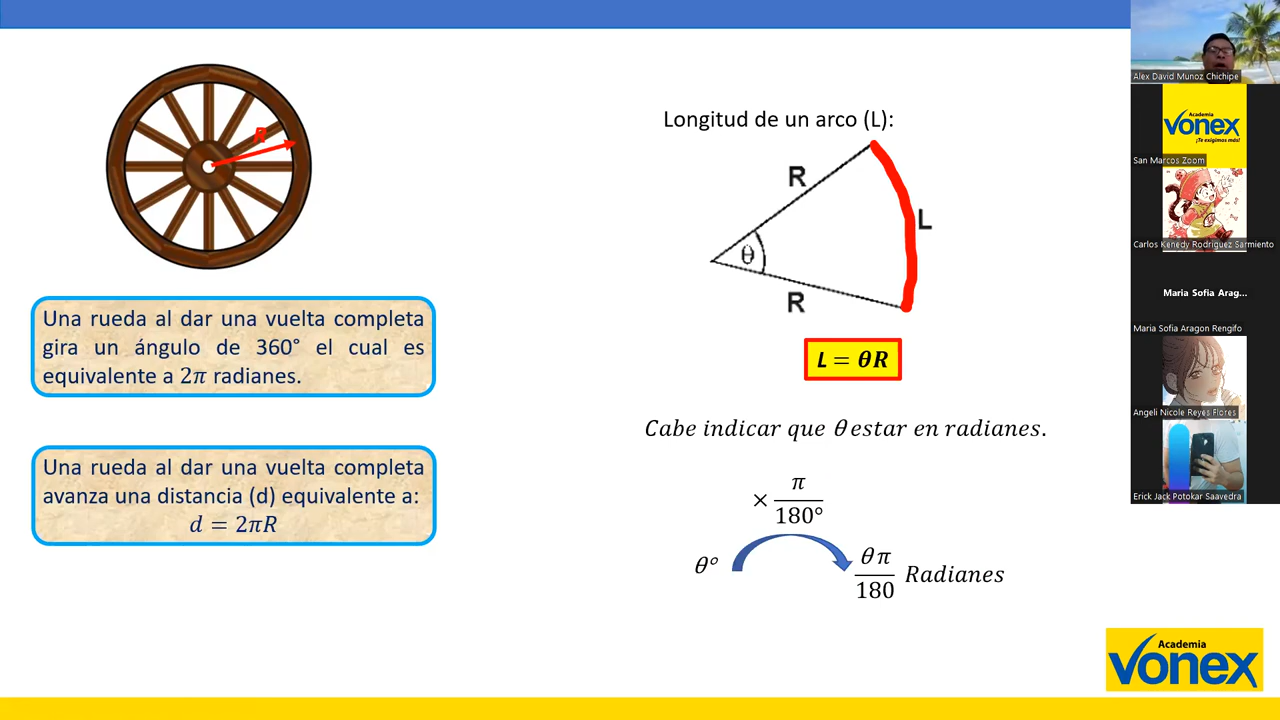 R
Una rueda al dar una vuelta completa
gira un ángulo de 360° el cual es
equivalente a 2π radianes.
Una rueda al dar una vuelta completa
avanza una distancia (d) equivalente a:
d = 2πR
Longitud de un arco (L):
R
L
θ
R
L = θR
Cabe indicar que θ estar en radianes.
× π/180°
θ° θπ/180 Radianes
Alex David Munoz Chichipe
Academia
Vonex
¡Te exigimos más!
San Marcos Zoom
Carlos Kenedy Rodriguez Sarmiento
Maria Sofia Arag...
Maria Sofia Aragon Rengifo
Angeli Nicole Reyes Flores
Erick Jack Potokar Saavedra
Academia
Vonex